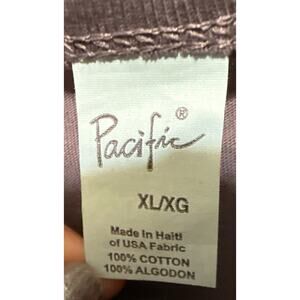 Pacific®
XL/XG
Made in Haiti
of USA Fabric
100% COTTON
100% ALGODON